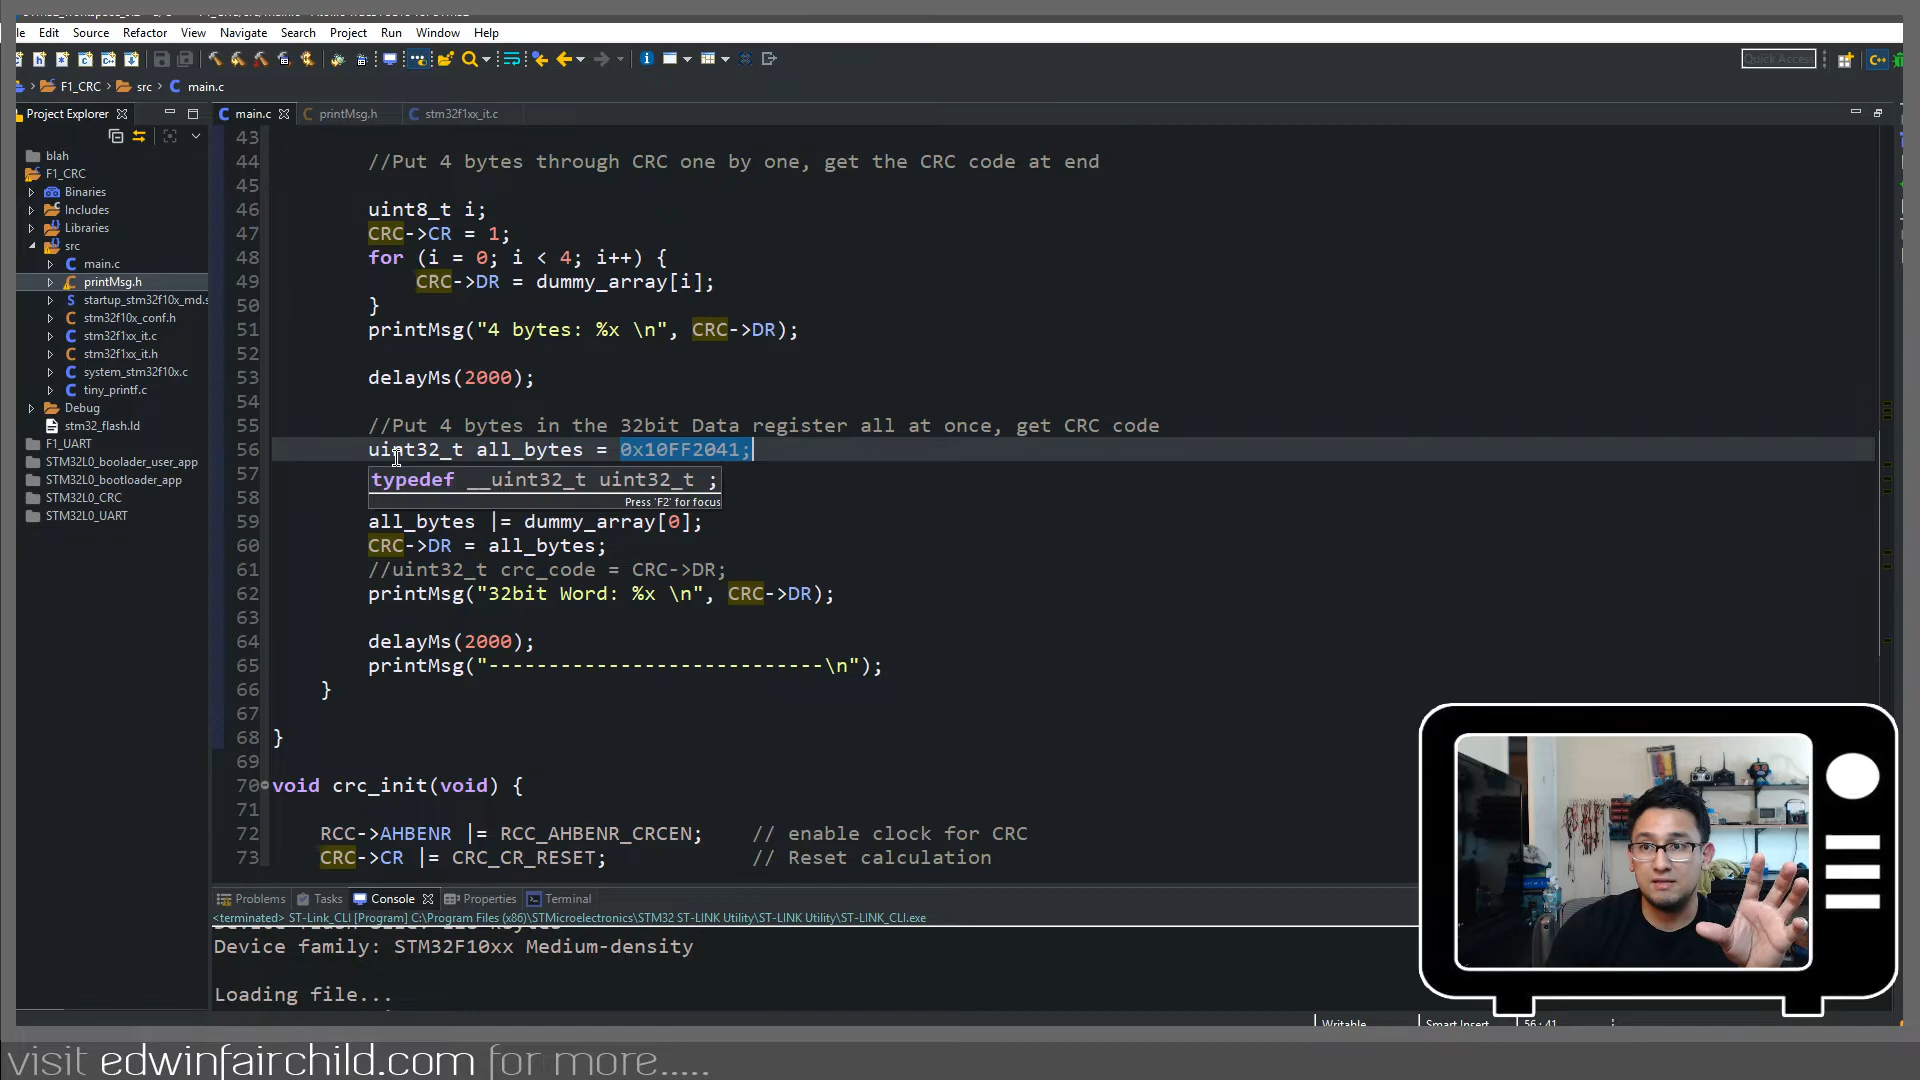 le Edit Source Refactor View Navigate Search Project Run Window Help
Quick Access
F1_CRC src main.c
Project Explorer
main.c printMsg.h stm32f1xx_it.c
blah
F1_CRC
Binaries
Includes
Libraries
src
main.c
printMsg.h
startup_stm32f10x_md.s
stm32f10x_conf.h
stm32f1xx_it.c
stm32f1xx_it.h
system_stm32f10x.c
tiny_printf.c
Debug
stm32_flash.ld
F1_UART
STM32L0_boolader_user_app
STM32L0_bootloader_app
STM32L0_CRC
STM32L0_UART
43
44 //Put 4 bytes through CRC one by one, get the CRC code at end
45
46 uint8_t i;
47 CRC->CR = 1;
48 for (i = 0; i < 4; i++) {
49 CRC->DR = dummy_array[i];
50 }
51 printMsg("4 bytes: %x \n", CRC->DR);
52
53 delayMs(2000);
54
55 //Put 4 bytes in the 32bit Data register all at once, get CRC code
56 uint32_t all_bytes = 0x10FF2041;
57 typedef __uint32_t uint32_t ;
58 Press 'F2' for focus
59 all_bytes |= dummy_array[0];
60 CRC->DR = all_bytes;
61 //uint32_t crc_code = CRC->DR;
62 printMsg("32bit Word: %x \n", CRC->DR);
63
64 delayMs(2000);
65 printMsg("----------------------------\n");
66 }
67
68 }
69
70 void crc_init(void) {
71
72 RCC->AHBENR |= RCC_AHBENR_CRCEN; // enable clock for CRC
73 CRC->CR |= CRC_CR_RESET; // Reset calculation
Problems Tasks Console Properties Terminal
<terminated> ST-Link_CLI [Program] C:\Program Files (x86)\STMicroelectronics\STM32 ST-LINK Utility\ST-LINK Utility\ST-LINK_CLI.exe
Device family: STM32F10xx Medium-density
Loading file...
Writable Smart Insert 56 : 41
visit edwinfairchild.com for more.....